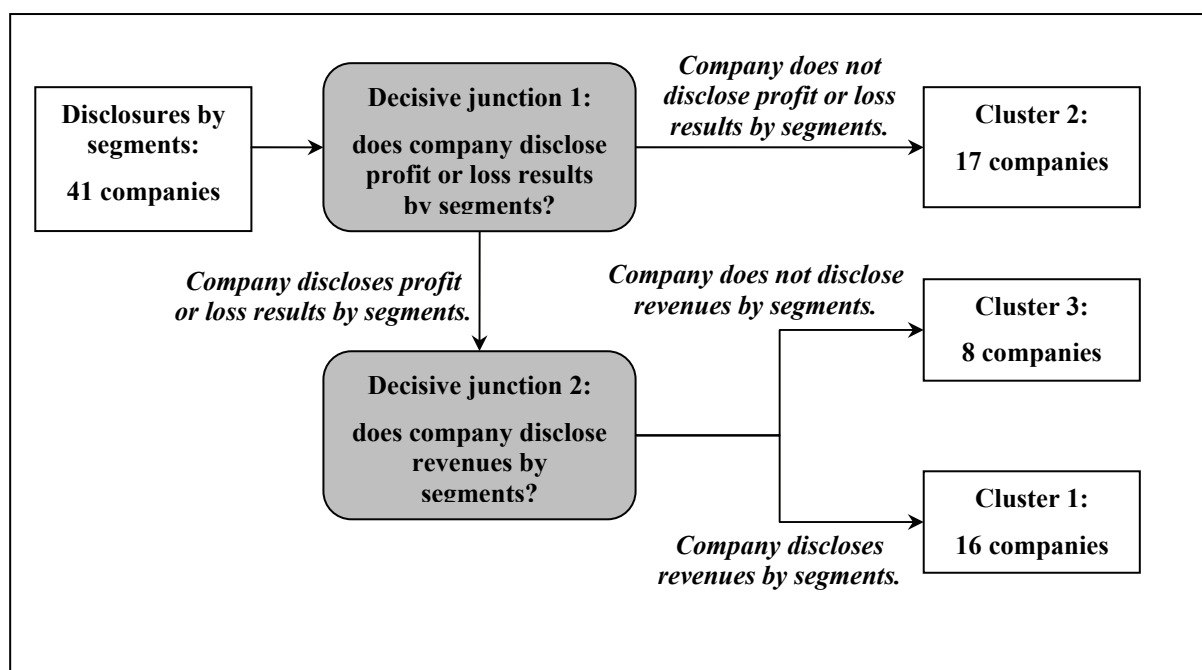 Disclosures by
segments:
41 companies
Decisive junction 1:
does company disclose
profit or loss results
by segments?
Company does not
disclose profit or loss
results by segments.
Cluster 2:
17 companies
Company discloses profit
or loss results by segments.
Company does not disclose
revenues by segments.
Cluster 3:
8 companies
Decisive junction 2:
does company disclose
revenues by
segments?
Company discloses
revenues by segments.
Cluster 1:
16 companies